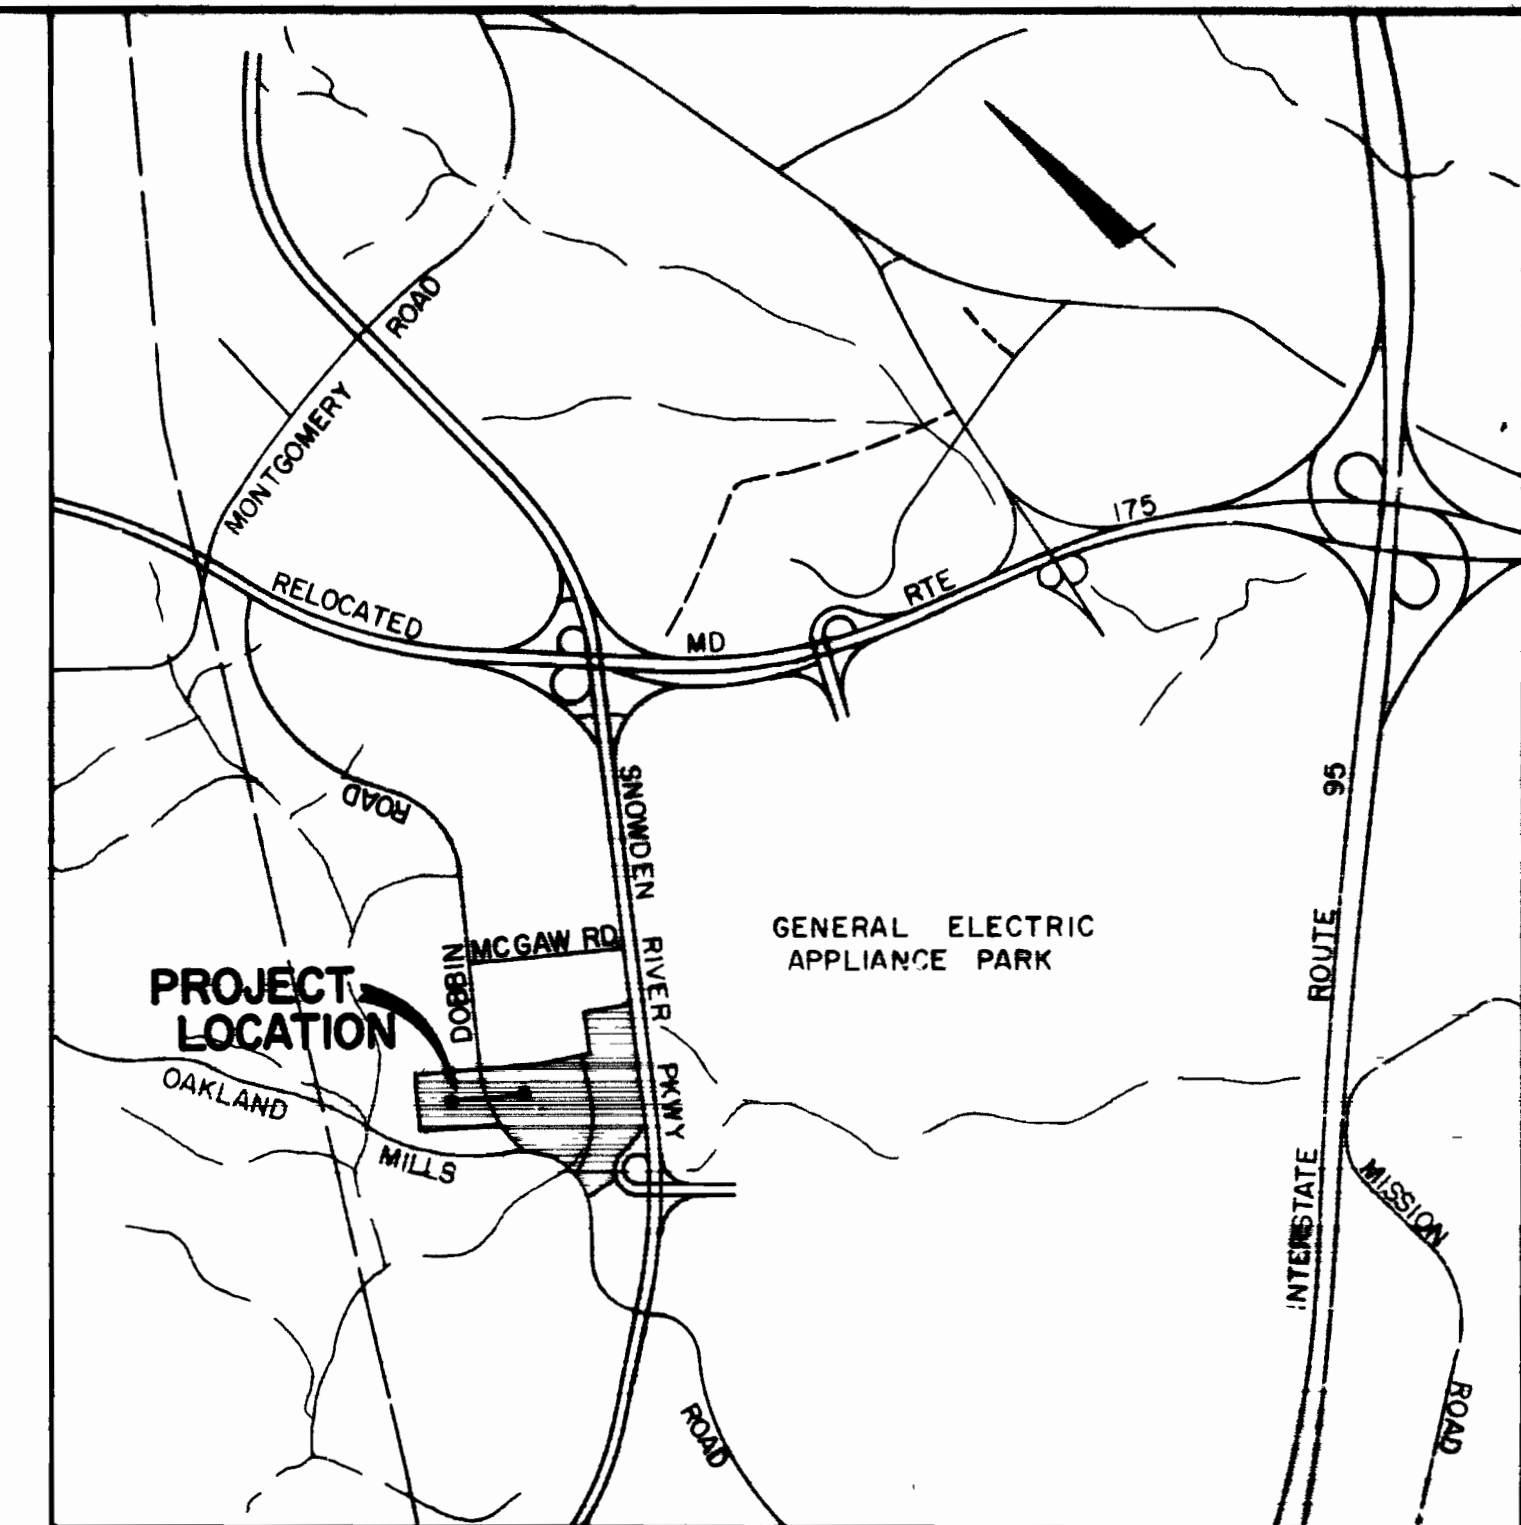 ROAD
MONTGOMERY
175
RTE
RELOCATED
MD
95
ROAD
SNOWDEN
GENERAL ELECTRIC
APPLIANCE PARK
ROUTE
MCGAW RD
DOBBIN
RIVER
PROJECT
LOCATION
OAKLAND
PKWY
MILLS
MISSION
INTERSTATE
ROAD
ROAD